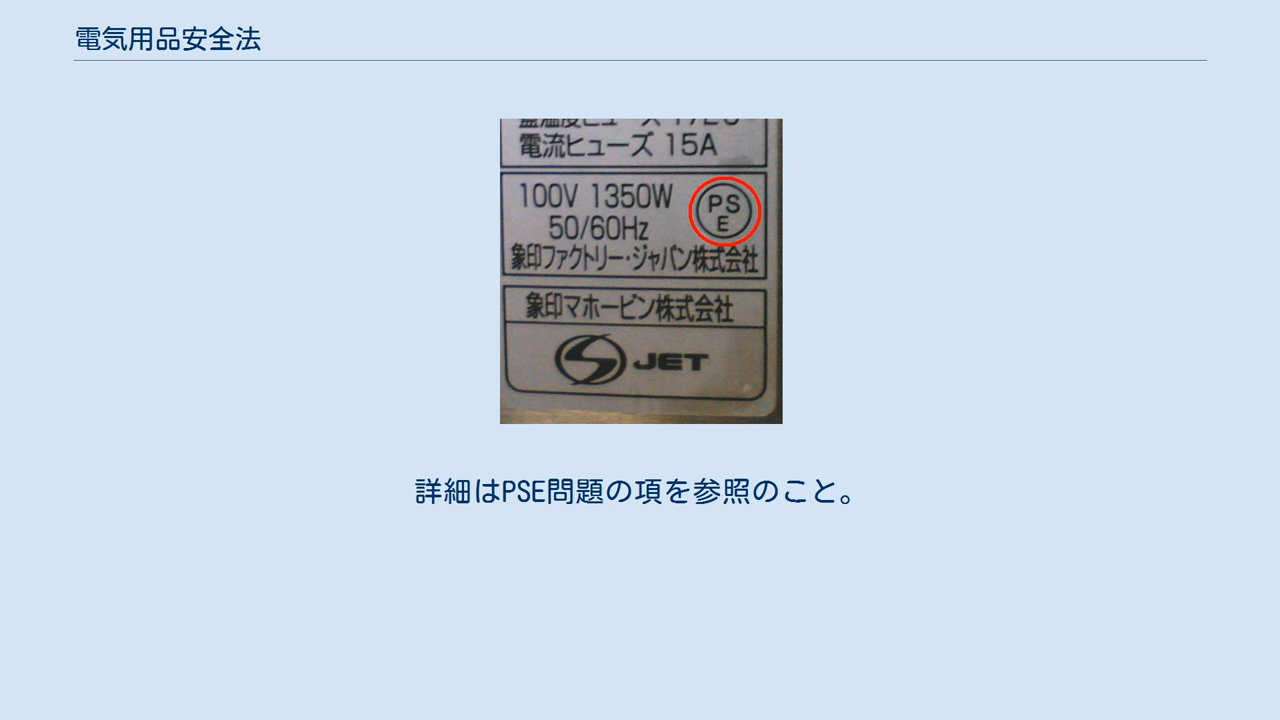 電気用品安全法
電流ヒューズ 15A
100V 1350W
50/60Hz
PS
E
象印ファクトリー・ジャパン株式会社
象印マホービン株式会社
JET
詳細はPSE問題の項を参照のこと。